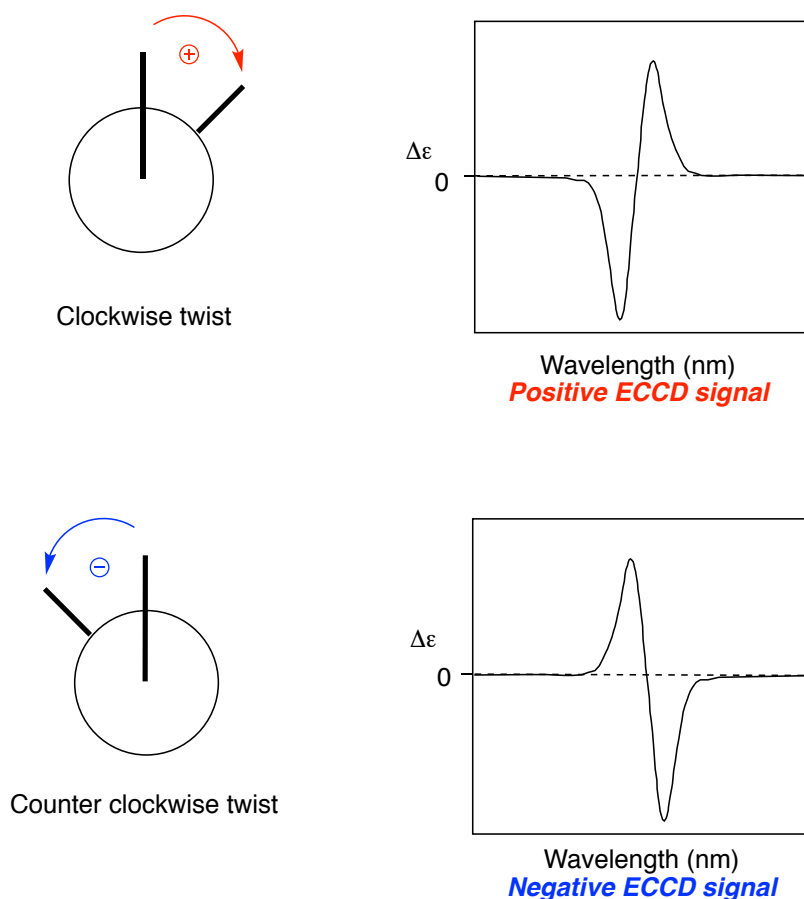 +
Δε
0
Clockwise twist
Wavelength (nm)
Positive ECCD signal
−
Δε
0
Counter clockwise twist
Wavelength (nm)
Negative ECCD signal